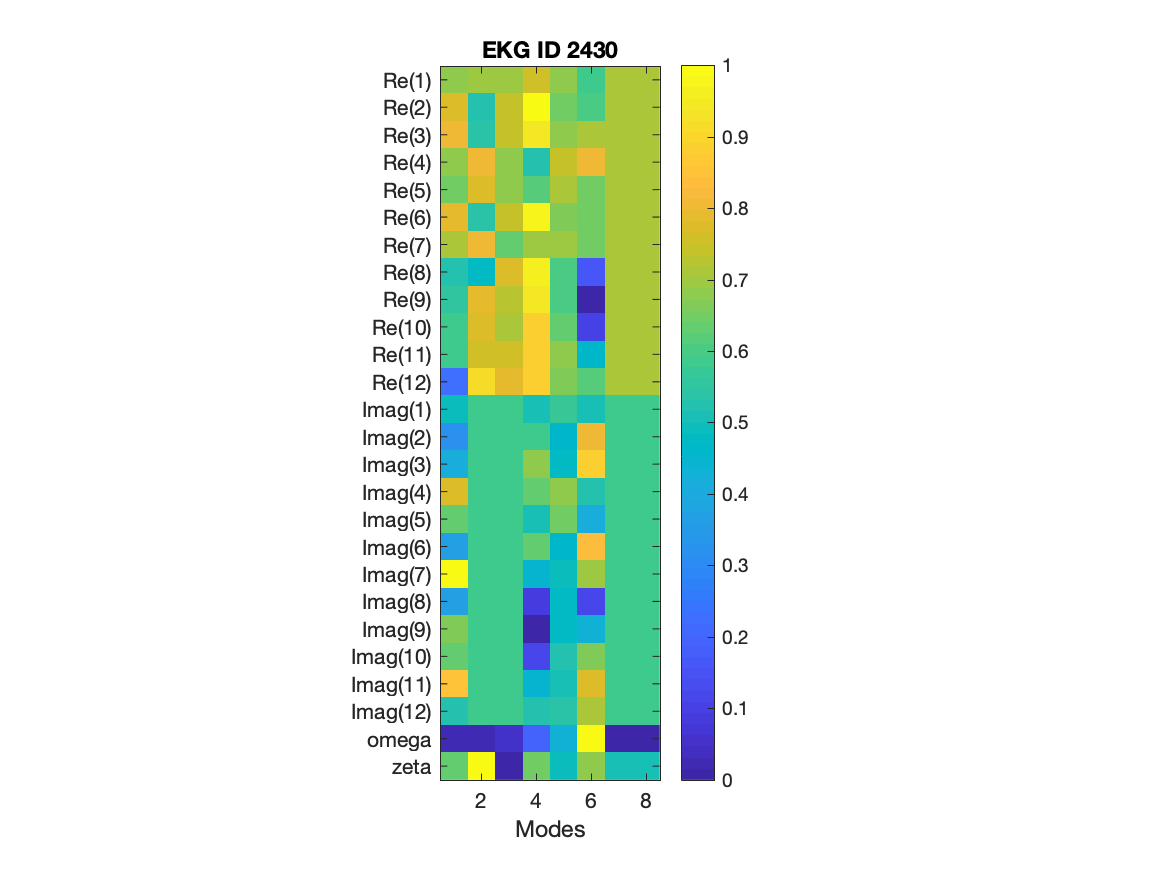 EKG ID 2430
Re(1)
Re(2)
Re(3)
Re(4)
Re(5)
Re(6)
Re(7)
Re(8)
Re(9)
Re(10)
Re(11)
Re(12)
Imag(1)
Imag(2)
Imag(3)
Imag(4)
Imag(5)
Imag(6)
Imag(7)
Imag(8)
Imag(9)
Imag(10)
Imag(11)
Imag(12)
omega
zeta
2 4 6 8
Modes
1
0.9
0.8
0.7
0.6
0.5
0.4
0.3
0.2
0.1
0